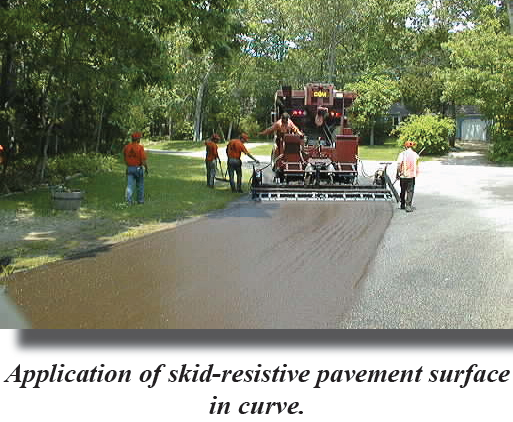 Application of skid-resistive pavement surface
in curve.